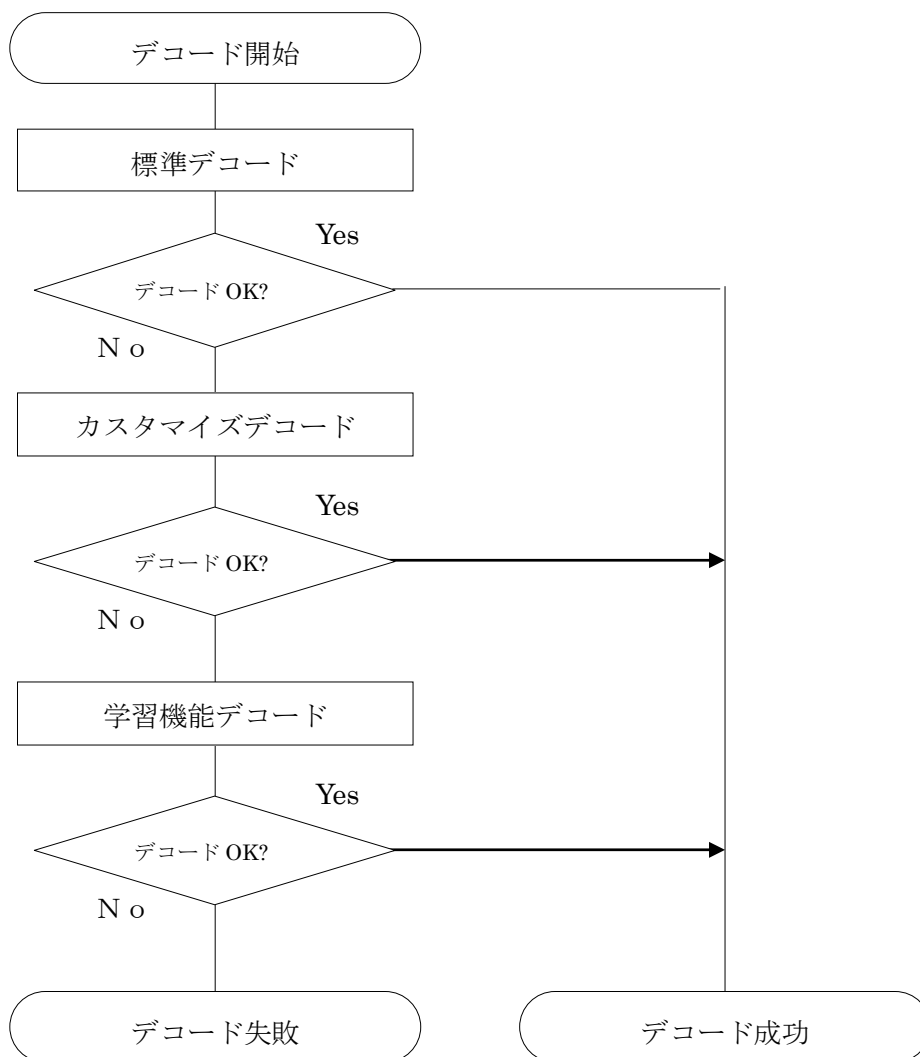 デコード開始
標準デコード
Yes
デコード OK?
N o
カスタマイズデコード
Yes
デコード OK?
N o
学習機能デコード
Yes
デコード OK?
N o
デコード失敗
デコード成功